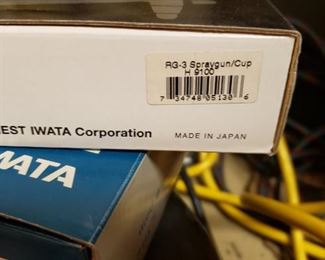 RG-3 Spraygun/Cup
H 9100
7 34748 05130 6
EST IWATA Corporation
MADE IN JAPAN
WATA